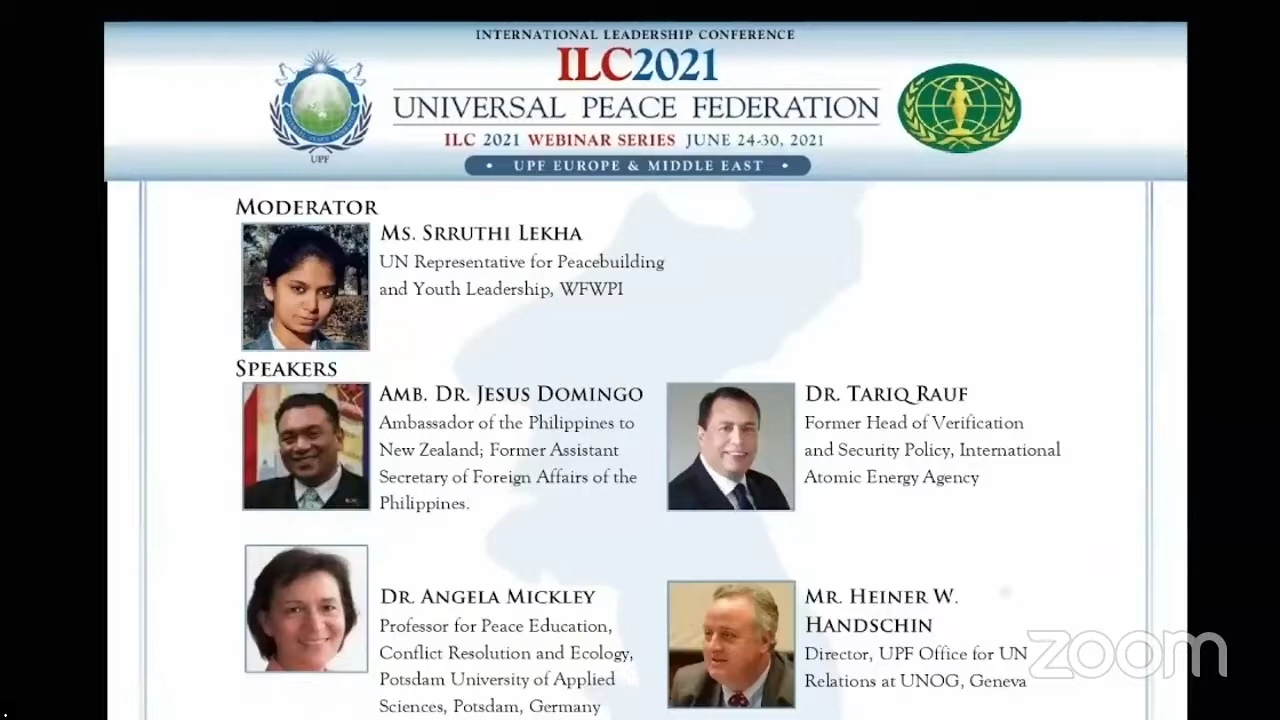 INTERNATIONAL LEADERSHIP CONFERENCE
ILC2021
UNIVERSAL PEACE FEDERATION
ILC 2021 WEBINAR SERIES JUNE 24-30, 2021
• UPF EUROPE & MIDDLE EAST •
UPF
MODERATOR
MS. SRRUTHI LEKHA
UN Representative for Peacebuilding
and Youth Leadership, WFWPI
SPEAKERS
AMB. DR. JESUS DOMINGO
Ambassador of the Philippines to
New Zealand; Former Assistant
Secretary of Foreign Affairs of the
Philippines.
DR. TARIQ RAUF
Former Head of Verification
and Security Policy, International
Atomic Energy Agency
DR. ANGELA MICKLEY
Professor for Peace Education,
Conflict Resolution and Ecology,
Potsdam University of Applied
Sciences, Potsdam, Germany
MR. HEINER W.
HANDSCHIN
Director, UPF Office for UN
Relations at UNOG, Geneva
zoom